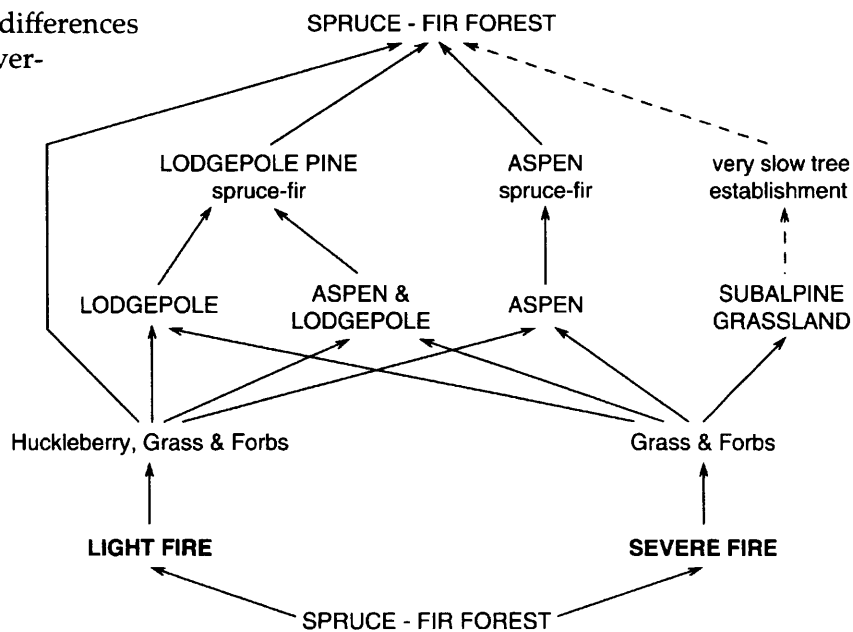 differences
ver-
SPRUCE - FIR FOREST
LODGEPOLE PINE
spruce-fir
ASPEN
spruce-fir
very slow tree
establishment
LODGEPOLE
ASPEN &
LODGEPOLE
ASPEN
SUBALPINE
GRASSLAND
Huckleberry, Grass & Forbs
Grass & Forbs
LIGHT FIRE
SEVERE FIRE
SPRUCE - FIR FOREST